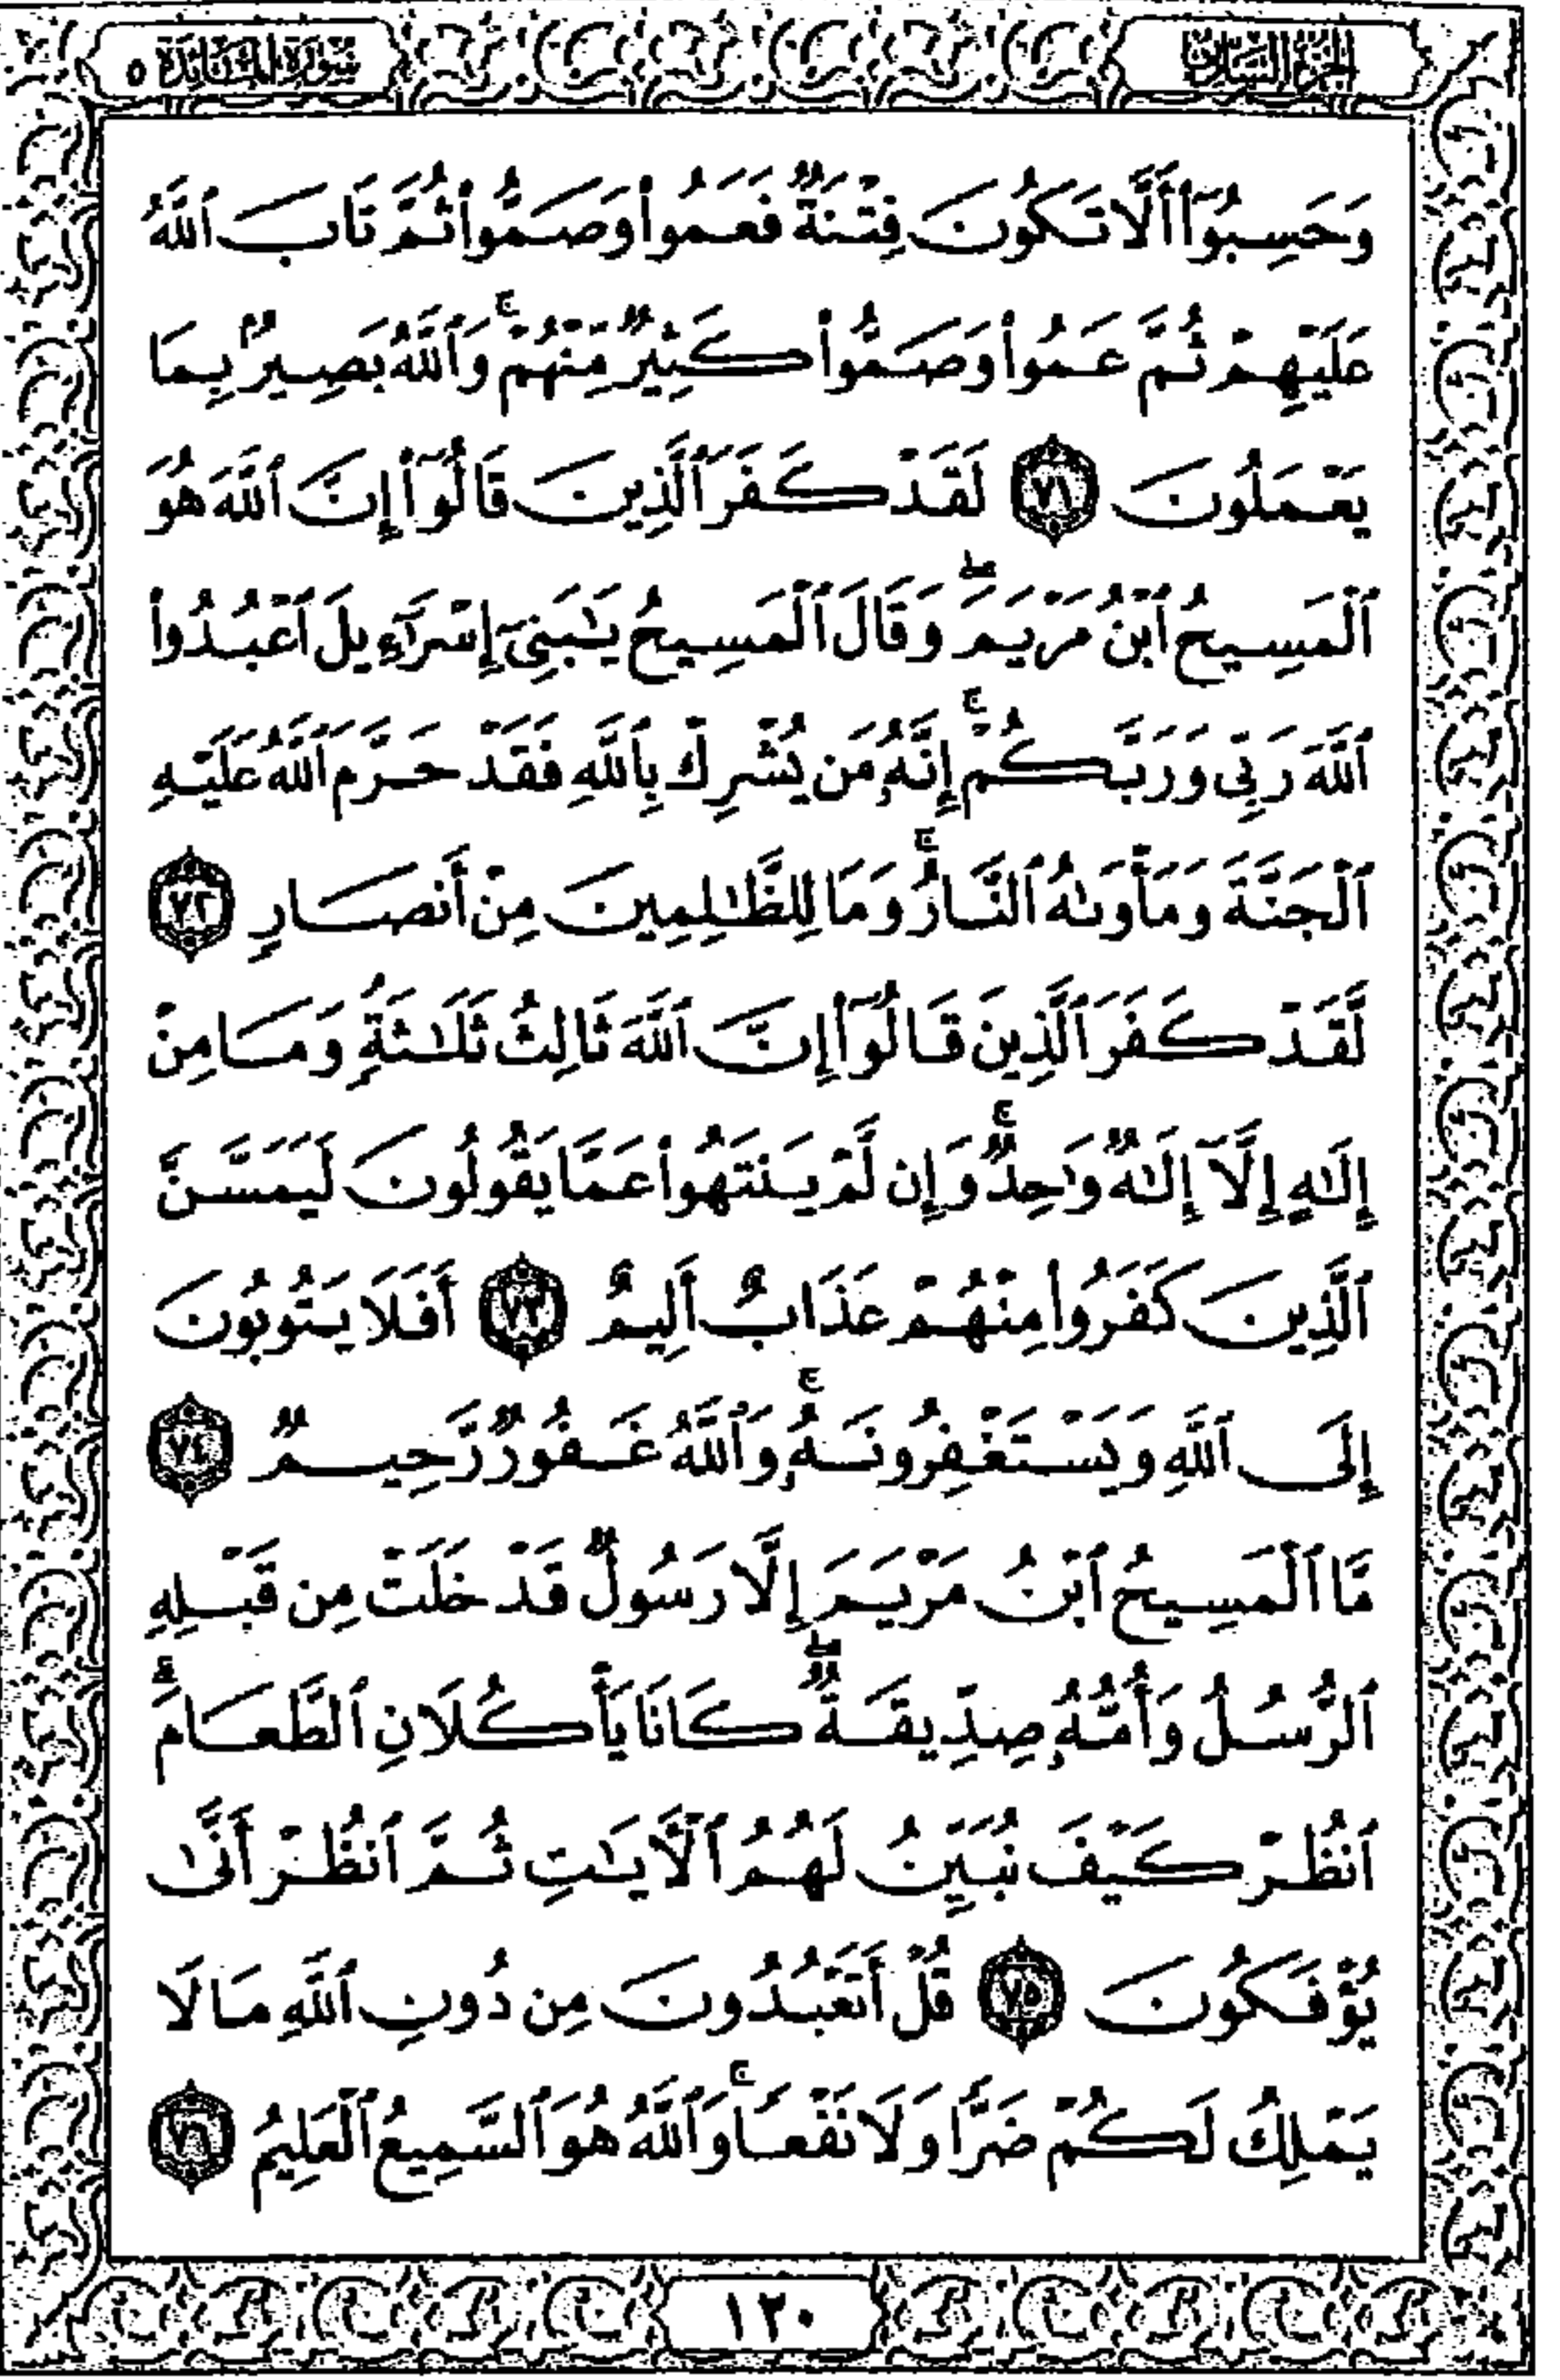 الجزء السادس
سورة المائدة ٥
وَحَسِبُوٓا۟ أَلَّا تَكُونَ فِتْنَةٌ فَعَمُوا۟ وَصَمُّوا۟ ثُمَّ تَابَ ٱللَّهُ
عَلَيْهِمْ ثُمَّ عَمُوا۟ وَصَمُّوا۟ كَثِيرٌ مِّنْهُمْ ۚ وَٱللَّهُ بَصِيرٌۢ بِمَا
يَعْمَلُونَ ٧١ لَقَدْ كَفَرَ ٱلَّذِينَ قَالُوٓا۟ إِنَّ ٱللَّهَ هُوَ
ٱلْمَسِيحُ ٱبْنُ مَرْيَمَ ۖ وَقَالَ ٱلْمَسِيحُ يَٰبَنِىٓ إِسْرَٰٓءِيلَ ٱعْبُدُوا۟
ٱللَّهَ رَبِّى وَرَبَّكُمْ ۚ إِنَّهُۥ مَن يُشْرِكْ بِٱللَّهِ فَقَدْ حَرَّمَ ٱللَّهُ عَلَيْهِ
ٱلْجَنَّةَ وَمَأْوَىٰهُ ٱلنَّارُ ۚ وَمَا لِلظَّٰلِمِينَ مِنْ أَنصَارٍ ٧٢
لَّقَدْ كَفَرَ ٱلَّذِينَ قَالُوٓا۟ إِنَّ ٱللَّهَ ثَالِثُ ثَلَٰثَةٍ ۘ وَمَا مِنْ
إِلَٰهٍ إِلَّآ إِلَٰهٌ وَٰحِدٌ ۚ وَإِن لَّمْ يَنتَهُوا۟ عَمَّا يَقُولُونَ لَيَمَسَّنَّ
ٱلَّذِينَ كَفَرُوا۟ مِنْهُمْ عَذَابٌ أَلِيمٌ ٧٣ أَفَلَا يَتُوبُونَ
إِلَى ٱللَّهِ وَيَسْتَغْفِرُونَهُۥ ۚ وَٱللَّهُ غَفُورٌ رَّحِيمٌ ٧٤
مَّا ٱلْمَسِيحُ ٱبْنُ مَرْيَمَ إِلَّا رَسُولٌ قَدْ خَلَتْ مِن قَبْلِهِ
ٱلرُّسُلُ وَأُمُّهُۥ صِدِّيقَةٌ ۖ كَانَا يَأْكُلَانِ ٱلطَّعَامَ ۗ
ٱنظُرْ كَيْفَ نُبَيِّنُ لَهُمُ ٱلْءَايَٰتِ ثُمَّ ٱنظُرْ أَنَّىٰ
يُؤْفَكُونَ ٧٥ قُلْ أَتَعْبُدُونَ مِن دُونِ ٱللَّهِ مَا لَا
يَمْلِكُ لَكُمْ ضَرًّا وَلَا نَفْعًا ۚ وَٱللَّهُ هُوَ ٱلسَّمِيعُ ٱلْعَلِيمُ ٧٦
١٢٠